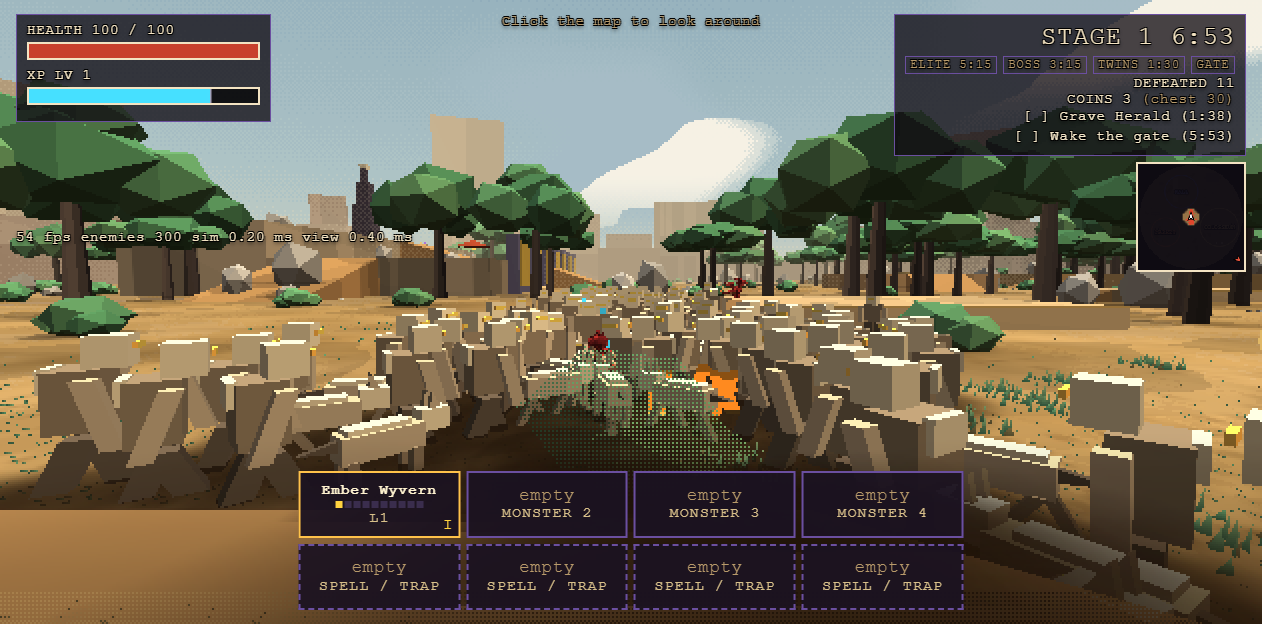 HEALTH 100 / 100
XP LV 1
Click the map to look around
STAGE 1 6:53
ELITE 5:15 BOSS 3:15 TWINS 1:30 GATE
DEFEATED 11
COINS 3 (chest 30)
[ ] Grave Herald (1:38)
[ ] Wake the gate (5:53)
54 fps enemies 300 sim 0.20 ms view 0.40 ms
Ember Wyvern
L1
I
empty
MONSTER 2
empty
MONSTER 3
empty
MONSTER 4
empty
SPELL / TRAP
empty
SPELL / TRAP
empty
SPELL / TRAP
empty
SPELL / TRAP